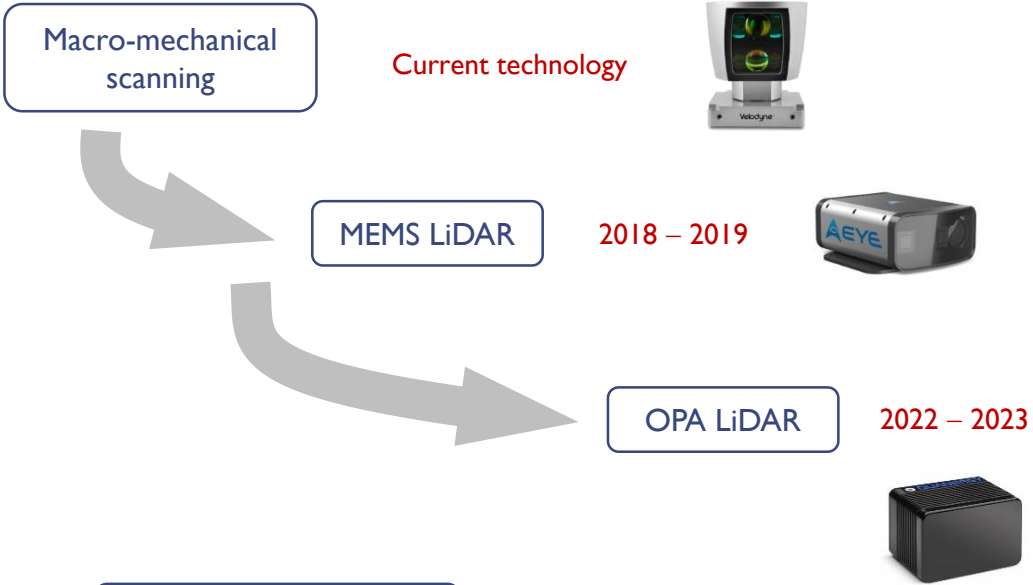 Macro-mechanical
scanning
Current technology
Velodyne
MEMS LiDAR
2018 – 2019
AEYE
OPA LiDAR
2022 – 2023